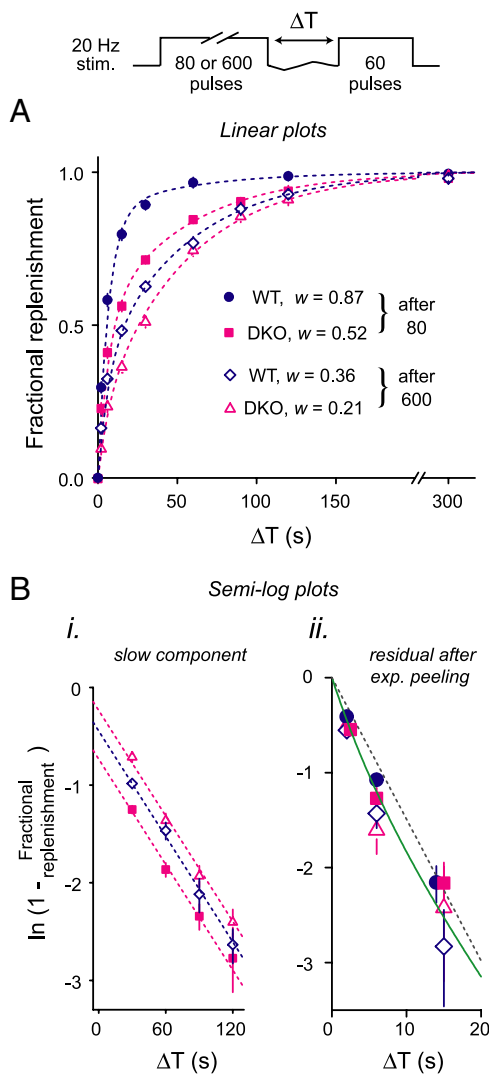 ΔT
20 Hz
stim.
80 or 600
pulses
60
pulses
A
Linear plots
Fractional replenishment
1.0
0.5
0.0
WT, w = 0.87
DKO, w = 0.52
after
80
WT, w = 0.36
DKO, w = 0.21
after
600
0 50 100 150 300
ΔT (s)
B
Semi-log plots
i.
slow component
ln (1 - Fractional replenishment)
0
-1
-2
-3
0 60 120
ΔT (s)
ii.
residual after
exp. peeling
0
-1
-2
-3
0 10 20
ΔT (s)